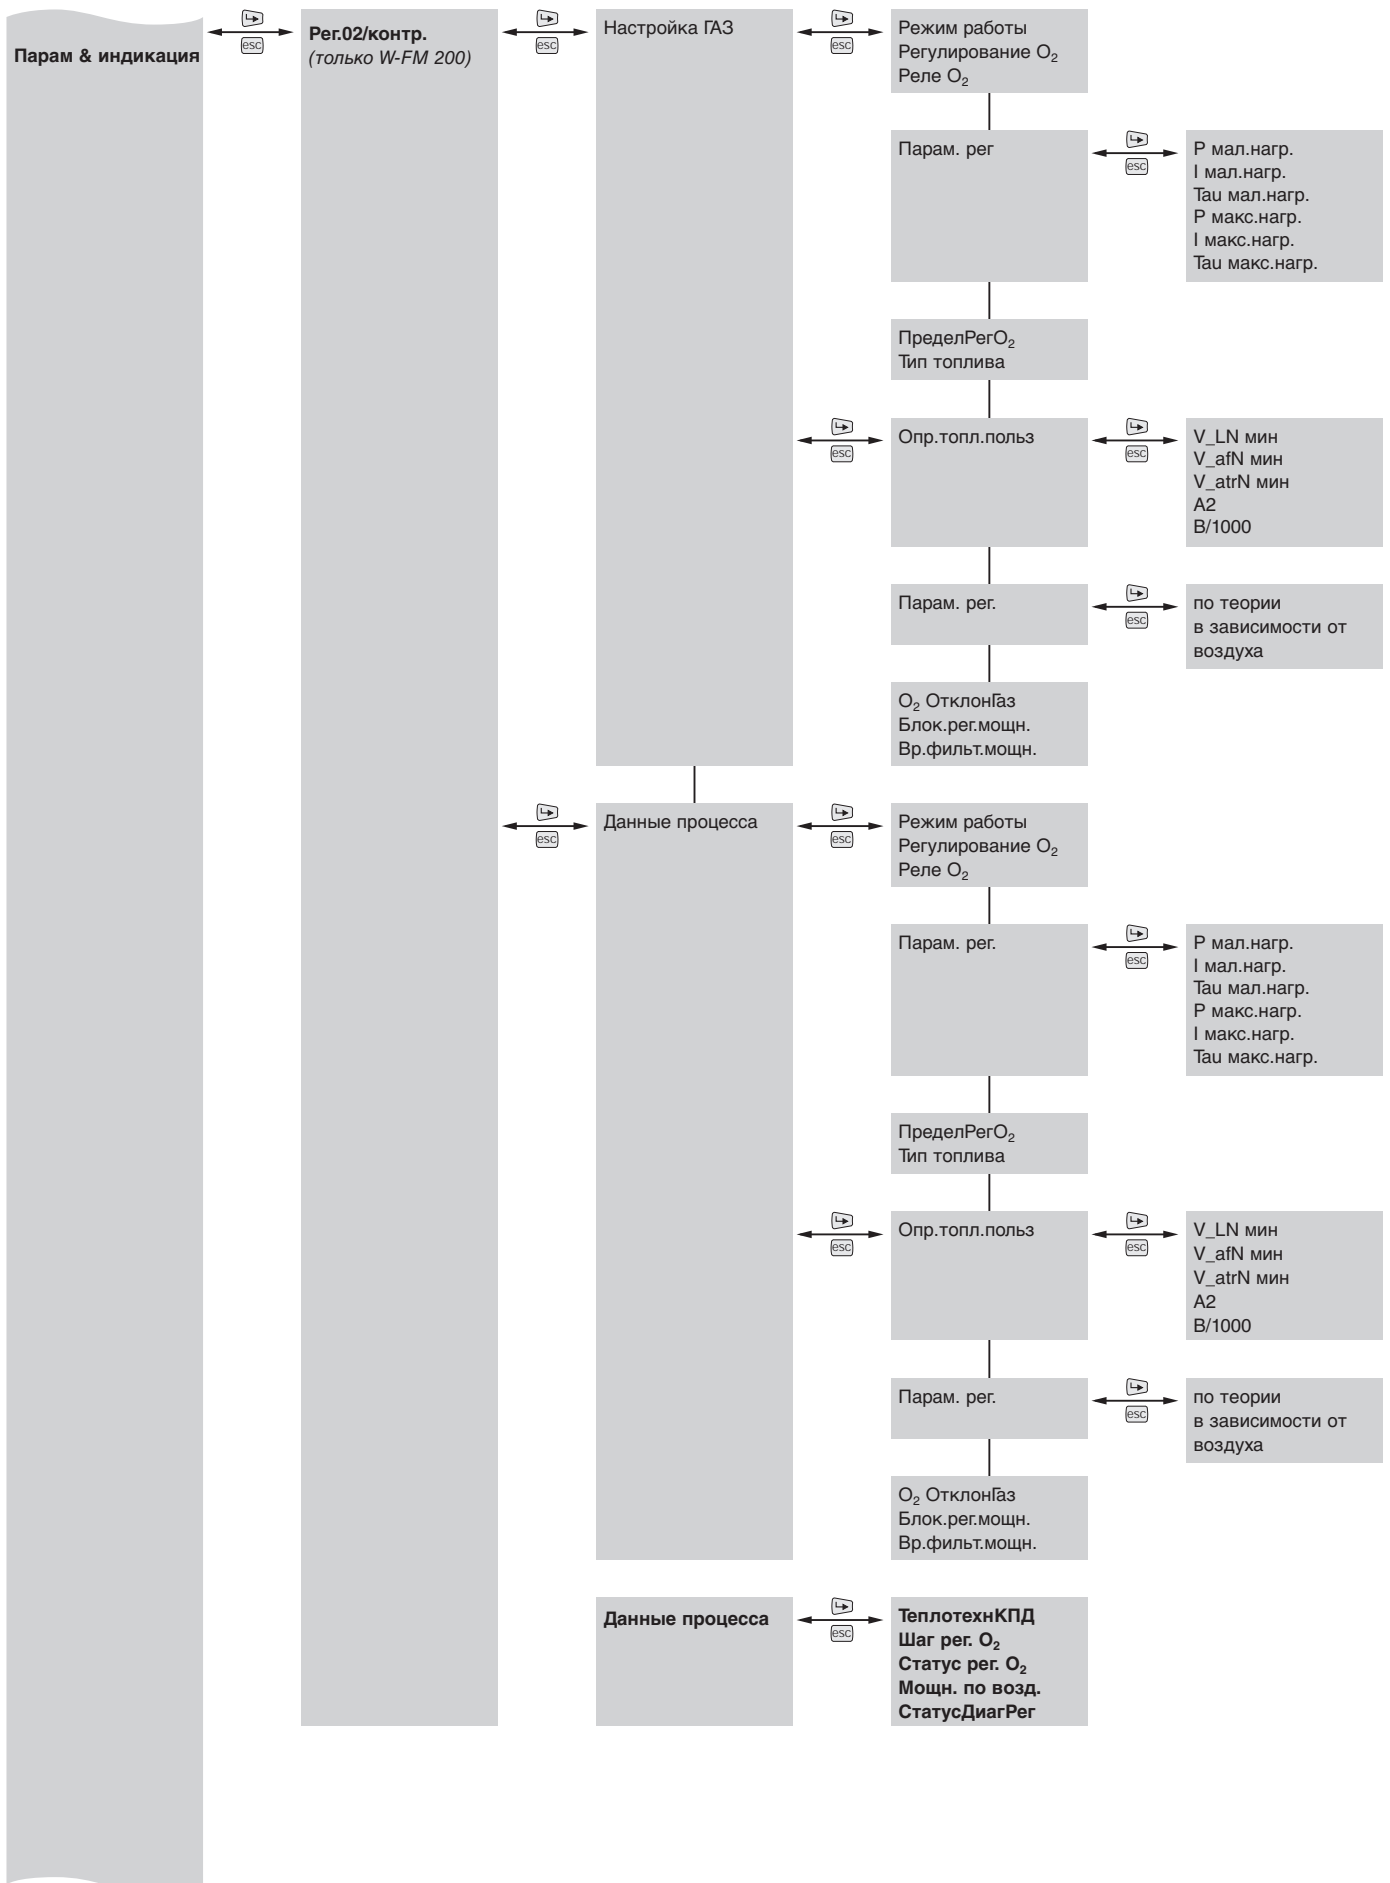 Парам & индикация
esc
Рег.02/контр.
(только W-FM 200)
esc
Настройка ГАЗ
esc
Режим работы
Регулирование O₂
Реле O₂
Парам. рег
esc
P мал.нагр.
I мал.нагр.
Tau мал.нагр.
P макс.нагр.
I макс.нагр.
Tau макс.нагр.
ПределРегO₂
Тип топлива
esc
Опр.топл.польз
esc
V_LN мин
V_afN мин
V_atrN мин
A2
B/1000
Парам. рег.
esc
по теории
в зависимости от
воздуха
O₂ ОтклонГаз
Блок.рег.мощн.
Вр.фильт.мощн.
esc
Данные процесса
esc
Режим работы
Регулирование O₂
Реле O₂
Парам. рег.
esc
P мал.нагр.
I мал.нагр.
Tau мал.нагр.
P макс.нагр.
I макс.нагр.
Tau макс.нагр.
ПределРегO₂
Тип топлива
esc
Опр.топл.польз
esc
V_LN мин
V_afN мин
V_atrN мин
A2
B/1000
Парам. рег.
esc
по теории
в зависимости от
воздуха
O₂ ОтклонГаз
Блок.рег.мощн.
Вр.фильт.мощн.
Данные процесса
esc
ТеплотехнКПД
Шаг рег. O₂
Статус рег. O₂
Мощн. по возд.
СтатусДиагРег